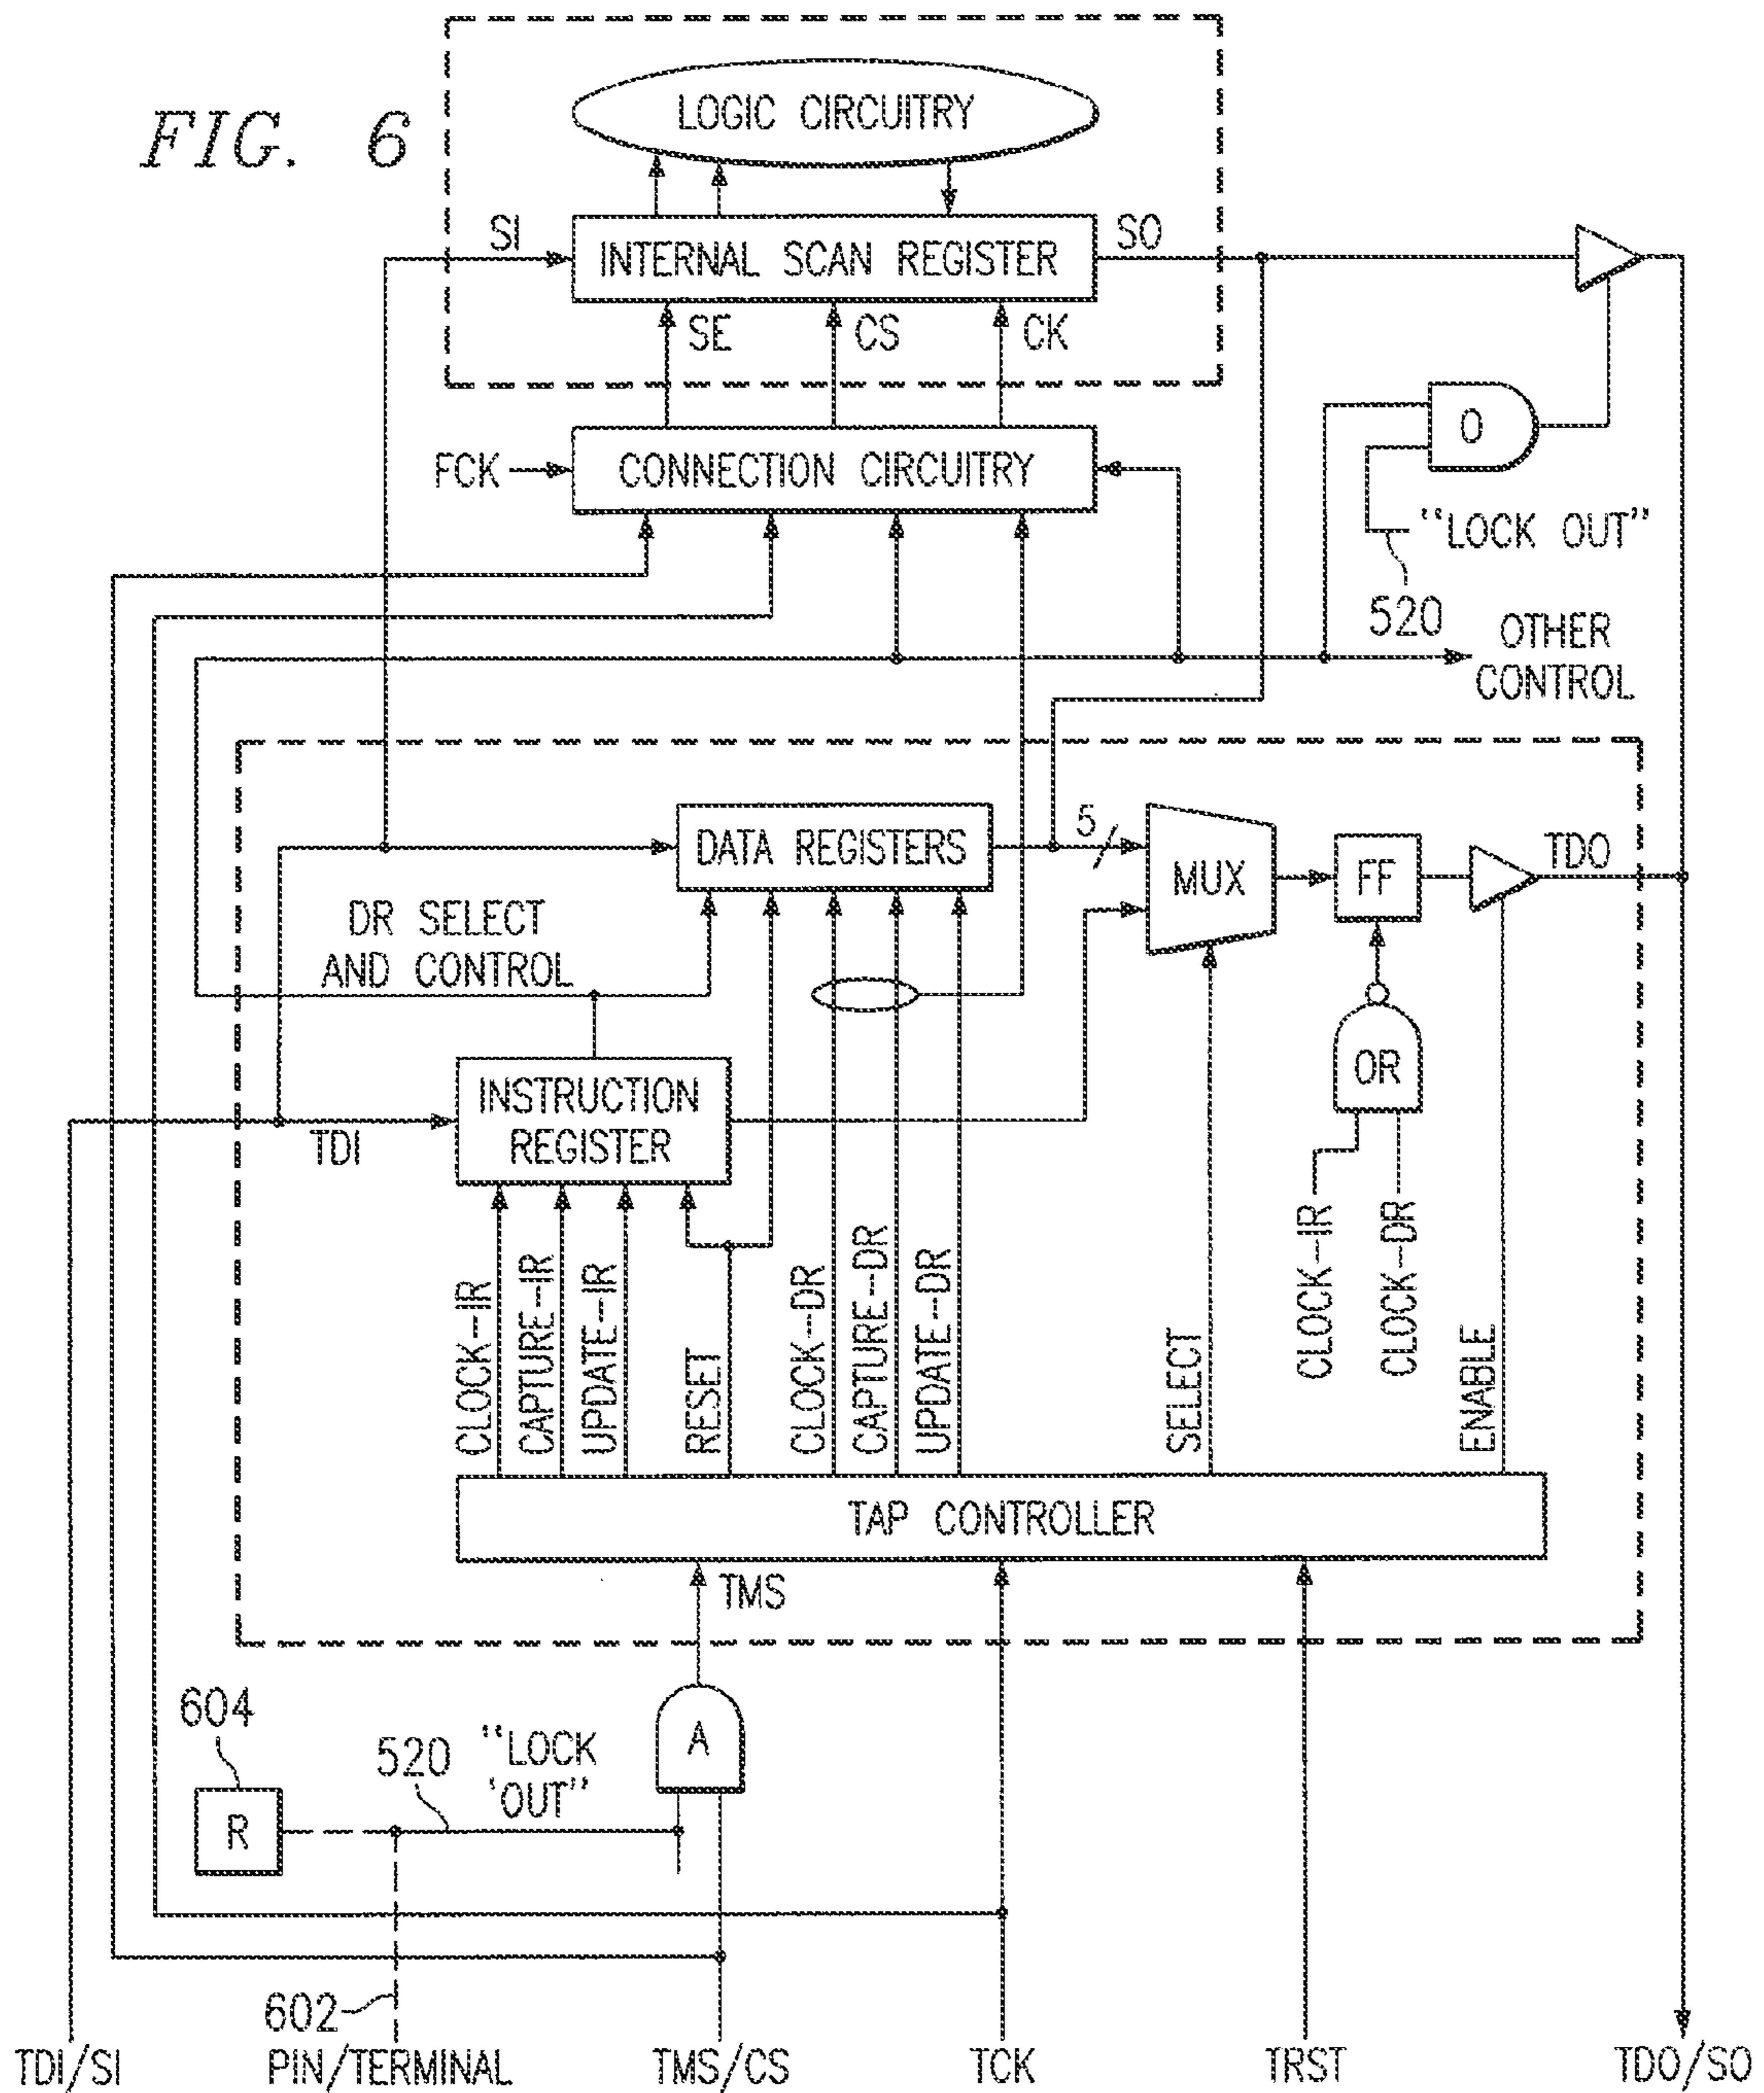 FIG. 6
LOGIC CIRCUITRY
SI
INTERNAL SCAN REGISTER
SO
SE
CS
CK
FCK
CONNECTION CIRCUITRY
O
"LOCK OUT"
520
OTHER
CONTROL
DATA REGISTERS
5
MUX
FF
TDO
DR SELECT
AND CONTROL
INSTRUCTION
REGISTER
TDI
OR
CLOCK-IR
CAPTURE-IR
UPDATE-IR
RESET
CLOCK-DR
CAPTURE-DR
UPDATE-DR
SELECT
CLOCK-IR
CLOCK-DR
ENABLE
TAP CONTROLLER
TMS
604
R
520
"LOCK
'OUT"
A
602
TDI/SI
PIN/TERMINAL
TMS/CS
TCK
TRST
TDO/SO